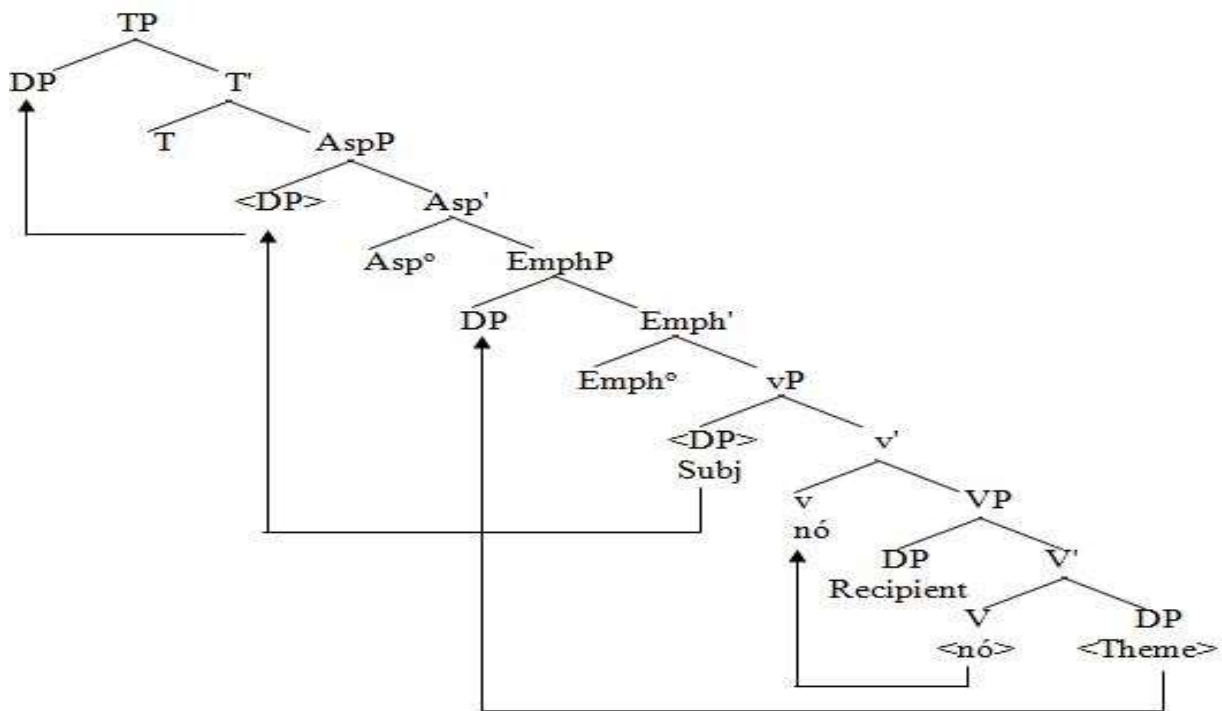 TP
DP T'
T AspP
<DP> Asp'
Asp° EmphP
DP Emph'
Emph° vP
<DP> v'
Subj
v VP
nó
DP V'
Recipient
V DP
<nó> <Theme>